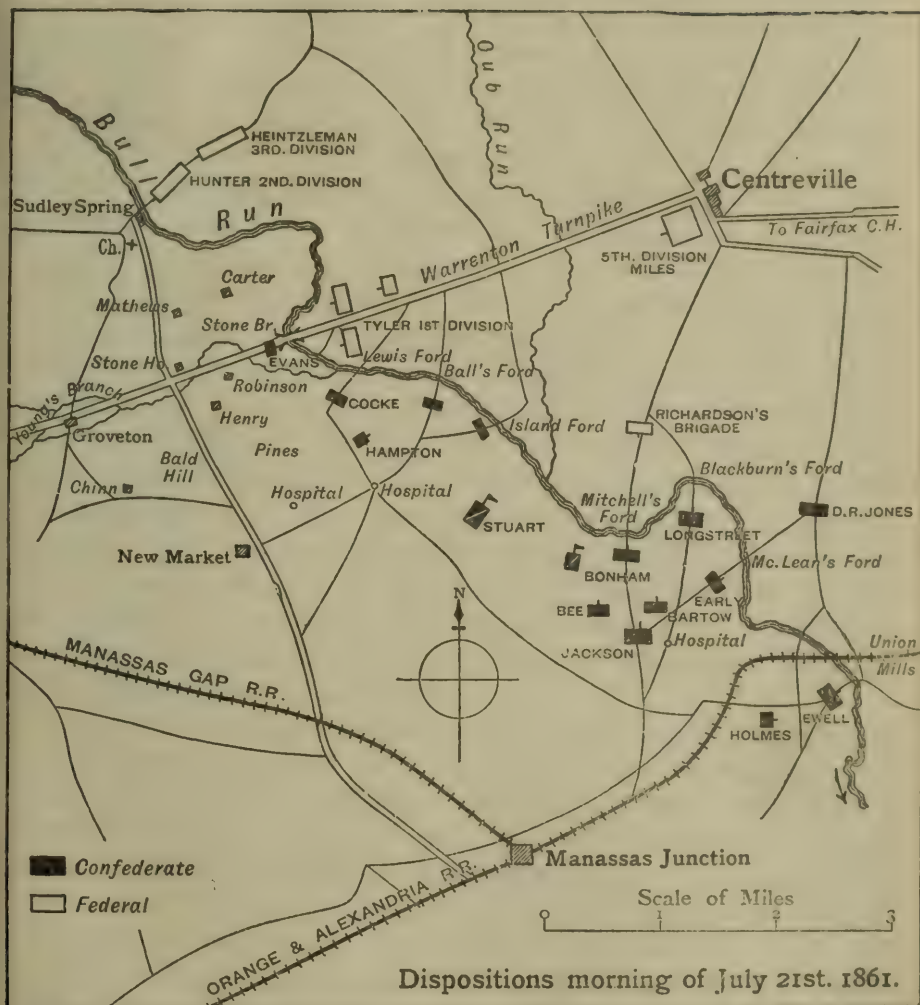 Bull
Run
Cub Run
HEINTZLEMAN
3RD. DIVISION
HUNTER 2ND. DIVISION
Sudley Spring
Ch.
Centreville
To Fairfax C.H.
Warrenton Turnpike
5TH. DIVISION
MILES
Carter
Mathews
Stone Br.
TYLER 1ST DIVISION
Stone Ho.
EVANS
Lewis Ford
Ball's Ford
Robinson
Young's Branch
Henry
COCKE
Groveton
Island Ford
RICHARDSON'S
BRIGADE
HAMPTON
Pines
Bald
Hill
Blackburn's Ford
Chinn
Hospital
Hospital
Mitchell's
Ford
STUART
LONGSTREET
D.R.JONES
New Market
BONHAM
Mc.Lean's Ford
EARLY
BEE
BARTOW
JACKSON
Hospital
N
Union
Mills
MANASSAS GAP R.R.
EWELL
HOLMES
Confederate
Federal
Manassas Junction
ORANGE & ALEXANDRIA R.R.
Scale of Miles
0 1 2 3
Dispositions morning of July 21st. 1861.